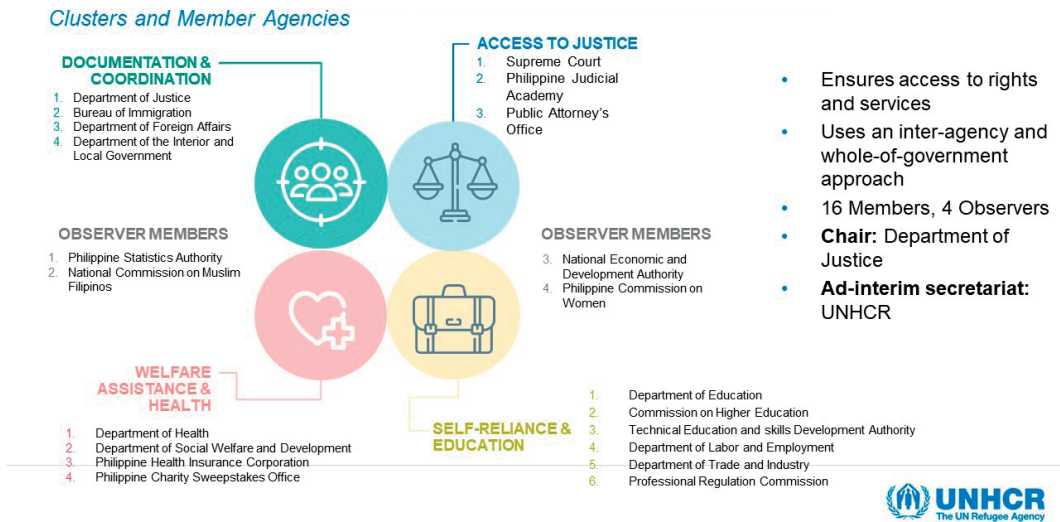 Clusters and Member Agencies
DOCUMENTATION &
COORDINATION
1. Department of Justice
2. Bureau of Immigration
3. Department of Foreign Affairs
4. Department of the Interior and
Local Government
ACCESS TO JUSTICE
1. Supreme Court
2. Philippine Judicial
Academy
3. Public Attorney's
Office
OBSERVER MEMBERS
1. Philippine Statistics Authority
2. National Commission on Muslim
Filipinos
OBSERVER MEMBERS
3. National Economic and
Development Authority
4. Philippine Commission on
Women
WELFARE
ASSISTANCE &
HEALTH
1. Department of Health
2. Department of Social Welfare and Development
3. Philippine Health Insurance Corporation
4. Philippine Charity Sweepstakes Office
SELF-RELIANCE &
EDUCATION
1. Department of Education
2. Commission on Higher Education
3. Technical Education and skills Development Authority
4. Department of Labor and Employment
5. Department of Trade and Industry
6. Professional Regulation Commission
• Ensures access to rights
and services
• Uses an inter-agency and
whole-of-government
approach
• 16 Members, 4 Observers
• Chair: Department of
Justice
• Ad-interim secretariat:
UNHCR
UNHCR
The UN Refugee Agency